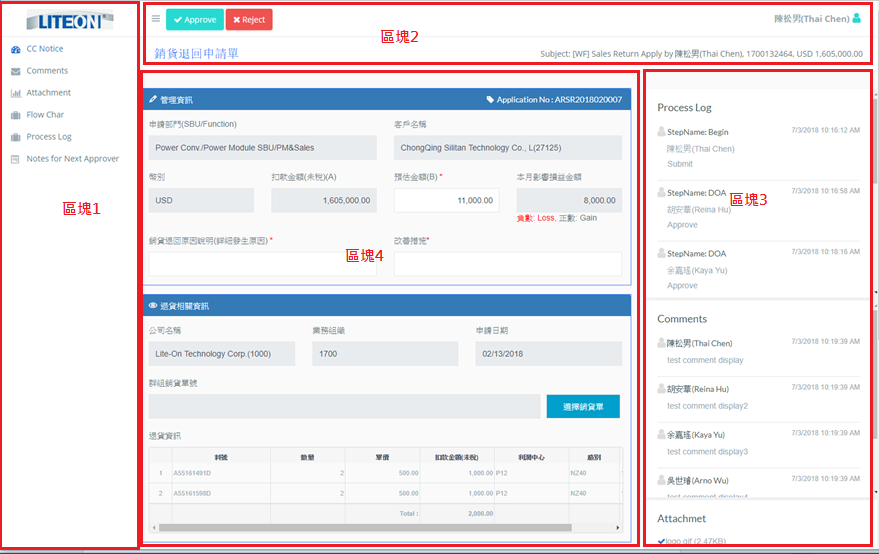 LITEON
CC Notice
Comments
Attachment
Flow Char
Process Log
Notes for Next Approver
區塊1
Approve
Reject
區塊2
陳松男(Thai Chen)
銷貨退回申請單
Subject: [WF] Sales Return Apply by 陳松男(Thai Chen), 1700132464, USD 1,605,000.00
管理資訊
Application No : ARSR2018020007
申請部門(SBU/Function)
客戶名稱
Power Conv./Power Module SBU/PM&Sales
ChongQing Silitan Technology Co., L(27125)
幣別
扣款金額(未稅)(A)
預估金額(B) *
本月影響損益金額
USD
1,605,000.00
11,000.00
8,000.00
負數: Loss, 正數: Gain
銷貨退回原因說明(詳細發生原因) *
改善措施*
區塊4
退貨相關資訊
公司名稱
業務組織
申請日期
Lite-On Technology Corp.(1000)
1700
02/13/2018
群組銷貨單號
選擇銷貨單
退貨資訊
料號 數量 單價 扣款金額(未稅) 利潤中心 廠別
1 A55161491D 2 500.00 1,000.00 P12 NZ40
2 A55161598D 2 500.00 1,000.00 P12 NZ40
Total : 2,000.00
Process Log
StepName: Begin 7/3/2018 10:16:12 AM
陳松男(Thai Chen)
Submit
StepName: DOA 7/3/2018 10:16:58 AM
區塊3
胡安華(Reina Hu)
Approve
StepName: DOA 7/3/2018 10:18:16 AM
余嘉瑤(Kaya Yu)
Approve
Comments
陳松男(Thai Chen) 7/3/2018 10:19:39 AM
test comment display
胡安華(Reina Hu) 7/3/2018 10:19:39 AM
test comment display2
余嘉瑤(Kaya Yu) 7/3/2018 10:19:39 AM
test comment display3
吳世璿(Arno Wu) 7/3/2018 10:19:39 AM
test comment display4
Attachmet
logo.gif (2.47KB)